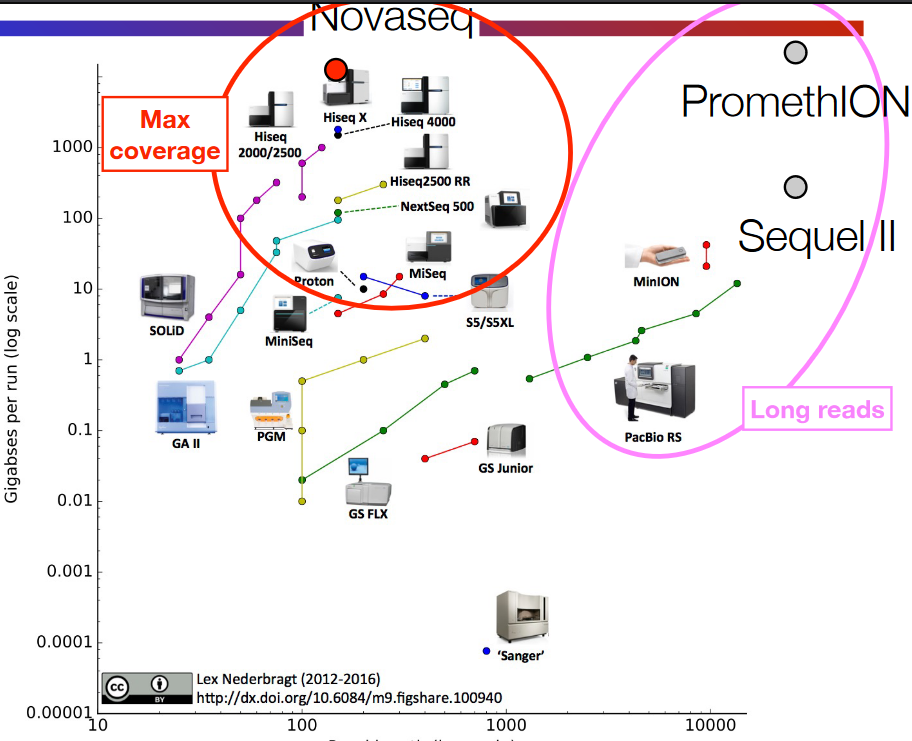 Novaseq
PromethION
Sequel II
Max
coverage
Hiseq X
Hiseq
2000/2500
Hiseq 4000
Hiseq2500 RR
NextSeq 500
Proton
MiSeq
MinION
SOLiD
MiniSeq
S5/S5XL
GA II
PGM
GS FLX
GS Junior
PacBio RS
Long reads
'Sanger'
Gigabses per run (log scale)
1000
100
10
1
0.1
0.01
0.001
0.0001
0.00001
10
100
1000
10000
cc
BY
Lex Nederbragt (2012-2016)
http://dx.doi.org/10.6084/m9.figshare.100940